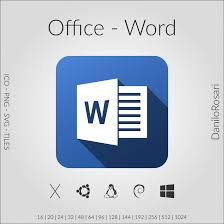 Office - Word
ICO - PNG - SVG - TILES
DaniloRosari
W
X
16 | 20 | 24 | 32 | 48 | 64 | 96 | 128 | 144 | 192 | 256 | 512 | 1024